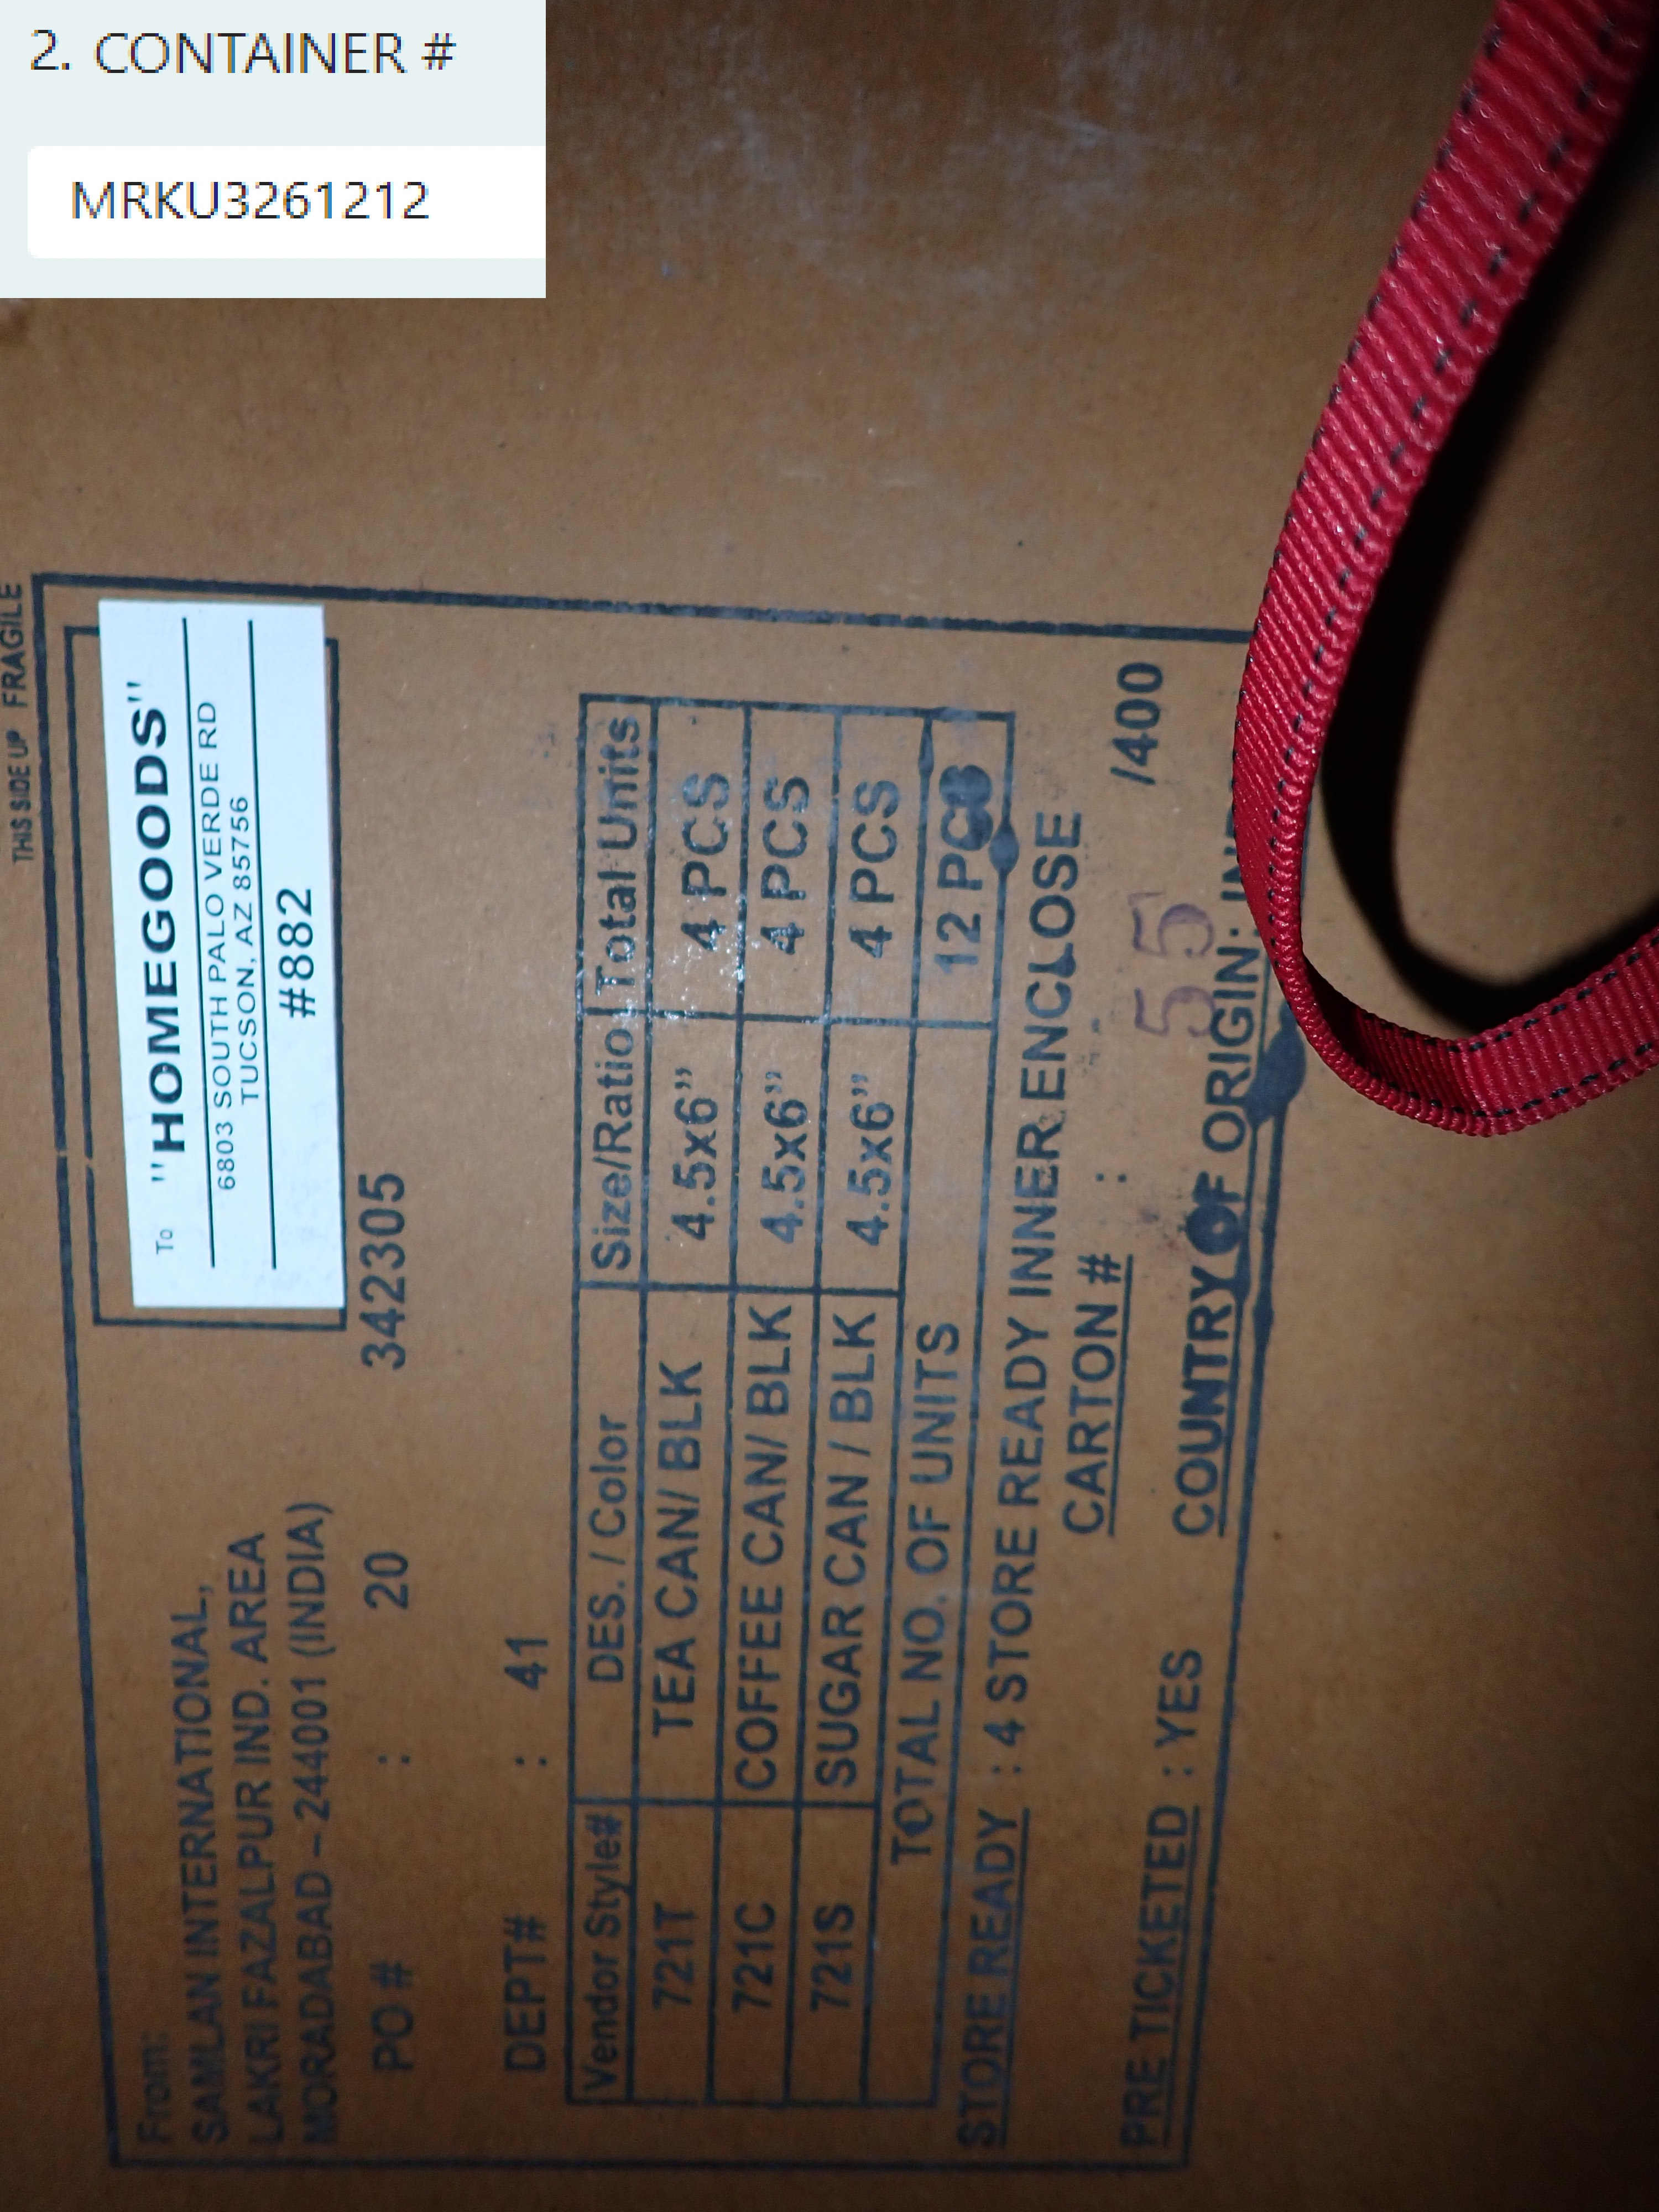 2. CONTAINER #
MRKU3261212
THIS SIDE UP FRAGILE
From:
SAMLAN INTERNATIONAL,
LAKRI FAZALPUR IND. AREA
MORADABAD – 244001 (INDIA)
To "HOMEGOODS"
6803 SOUTH PALO VERDE RD
TUCSON, AZ 85756
#882
PO # : 20 342305
DEPT# : 41
Vendor Style# DES. / Color Size/Ratio Total Units
721T TEA CAN/ BLK 4.5x6” 4 PCS
721C COFFEE CAN/ BLK 4.5x6” 4 PCS
721S SUGAR CAN / BLK 4.5x6” 4 PCS
TOTAL NO. OF UNITS 12 PCS
STORE READY : 4 STORE READY INNER ENCLOSE
CARTON # : 55 /400
PRE TICKETED : YES COUNTRY OF ORIGIN: